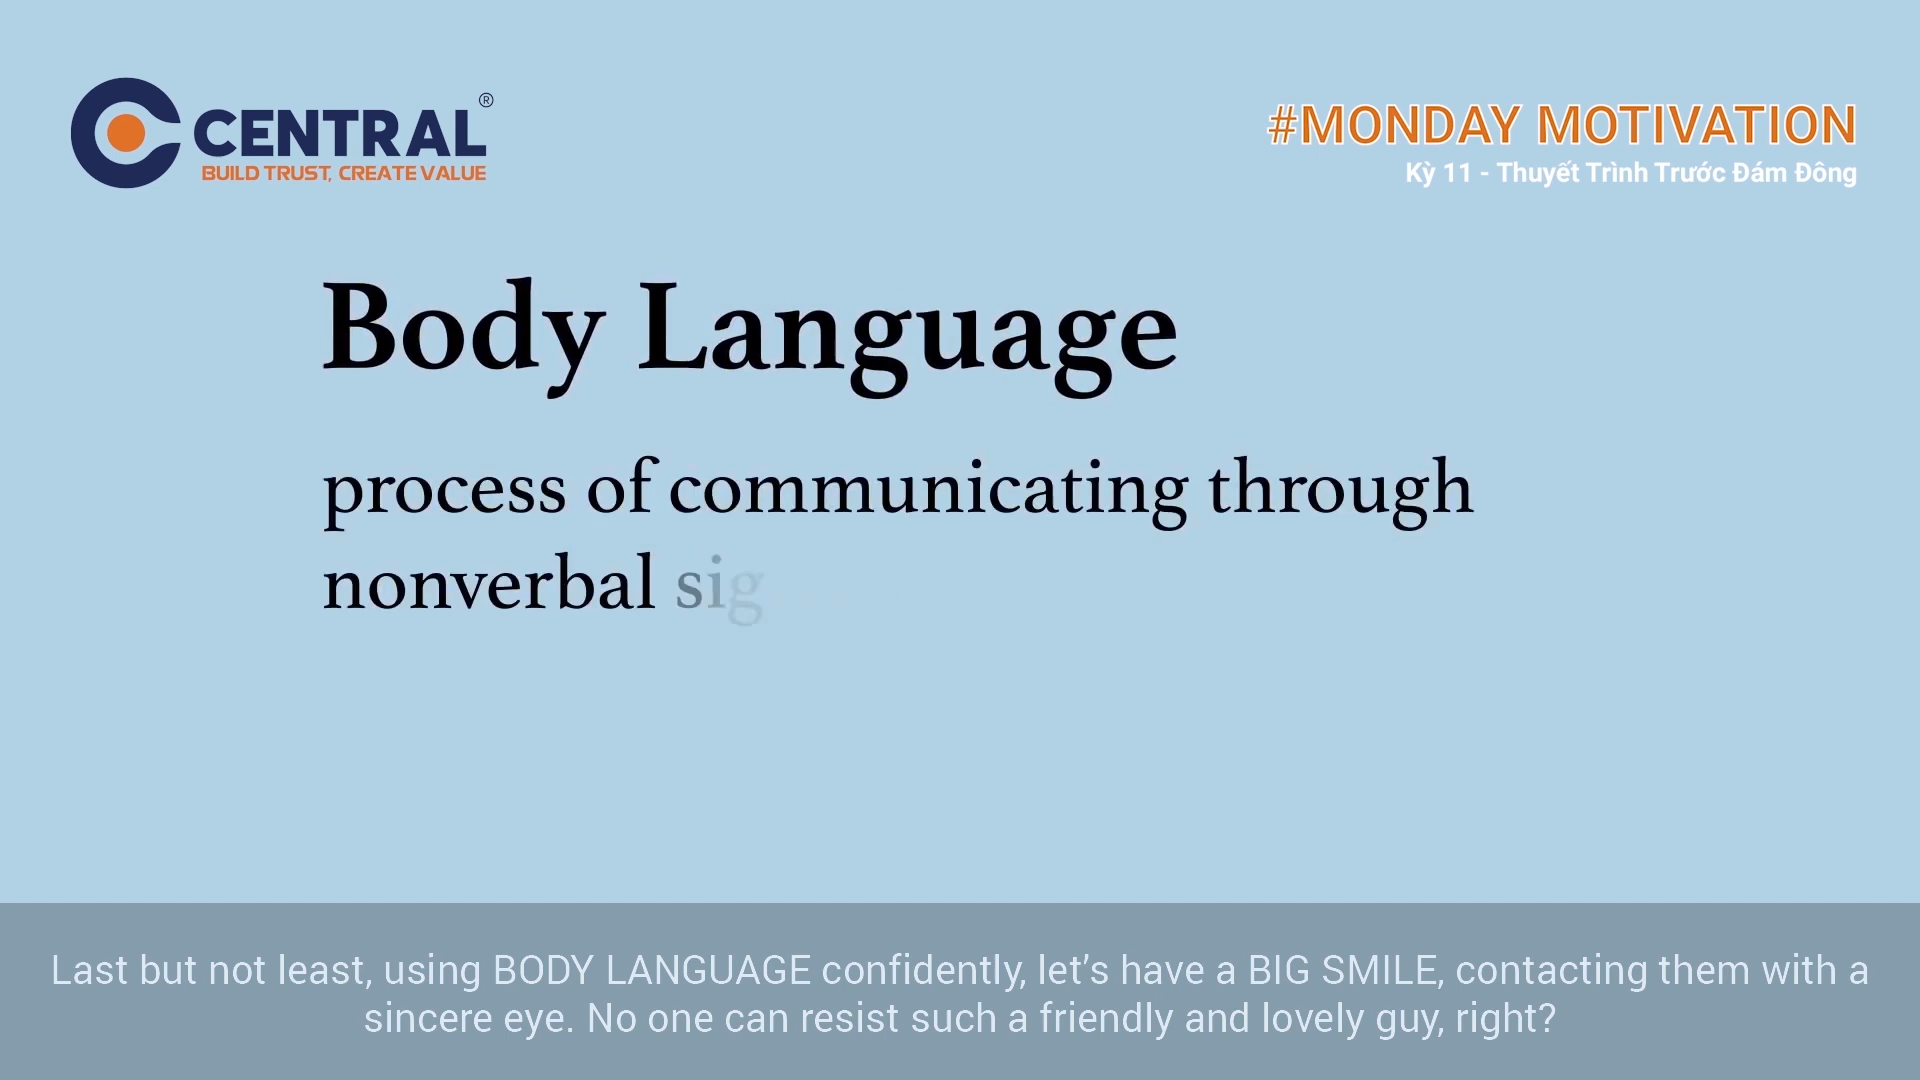 CENTRAL®
BUILD TRUST, CREATE VALUE
#MONDAY MOTIVATION
Kỳ 11 - Thuyết Trình Trước Đám Đông
Body Language
process of communicating through
nonverbal sig
Last but not least, using BODY LANGUAGE confidently, let’s have a BIG SMILE, contacting them with a
sincere eye. No one can resist such a friendly and lovely guy, right?